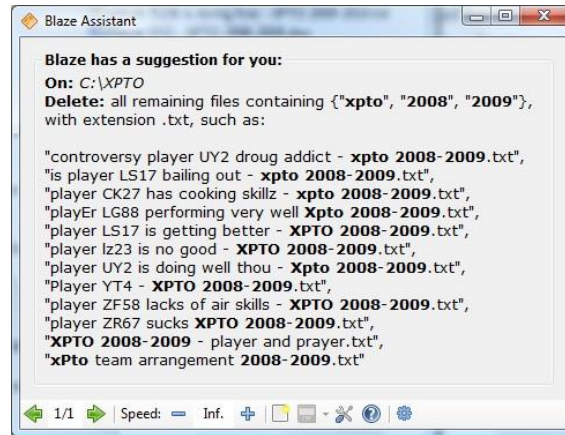 Blaze Assistant
Blaze has a suggestion for you:
On: C:\XPTO
Delete: all remaining files containing {"xpto", "2008", "2009"},
with extension .txt, such as:
"controversy player UY2 droug addict - xpto 2008-2009.txt",
"is player LS17 bailing out - xpto 2008-2009.txt",
"player CK27 has cooking skillz - xpto 2008-2009.txt",
"playEr LG88 performing very well Xpto 2008-2009.txt",
"player LS17 is getting better - XPTO 2008-2009.txt",
"player lz23 is no good - XPTO 2008-2009.txt",
"player UY2 is doing well thou - Xpto 2008-2009.txt",
"Player YT4 - XPTO 2008-2009.txt",
"player ZF58 lacks of air skills - XPTO 2008-2009.txt",
"player ZR67 sucks XPTO 2008-2009.txt",
"XPTO 2008-2009 - player and prayer.txt",
"xPto team arrangement 2008-2009.txt"
1/1 Speed: Inf.